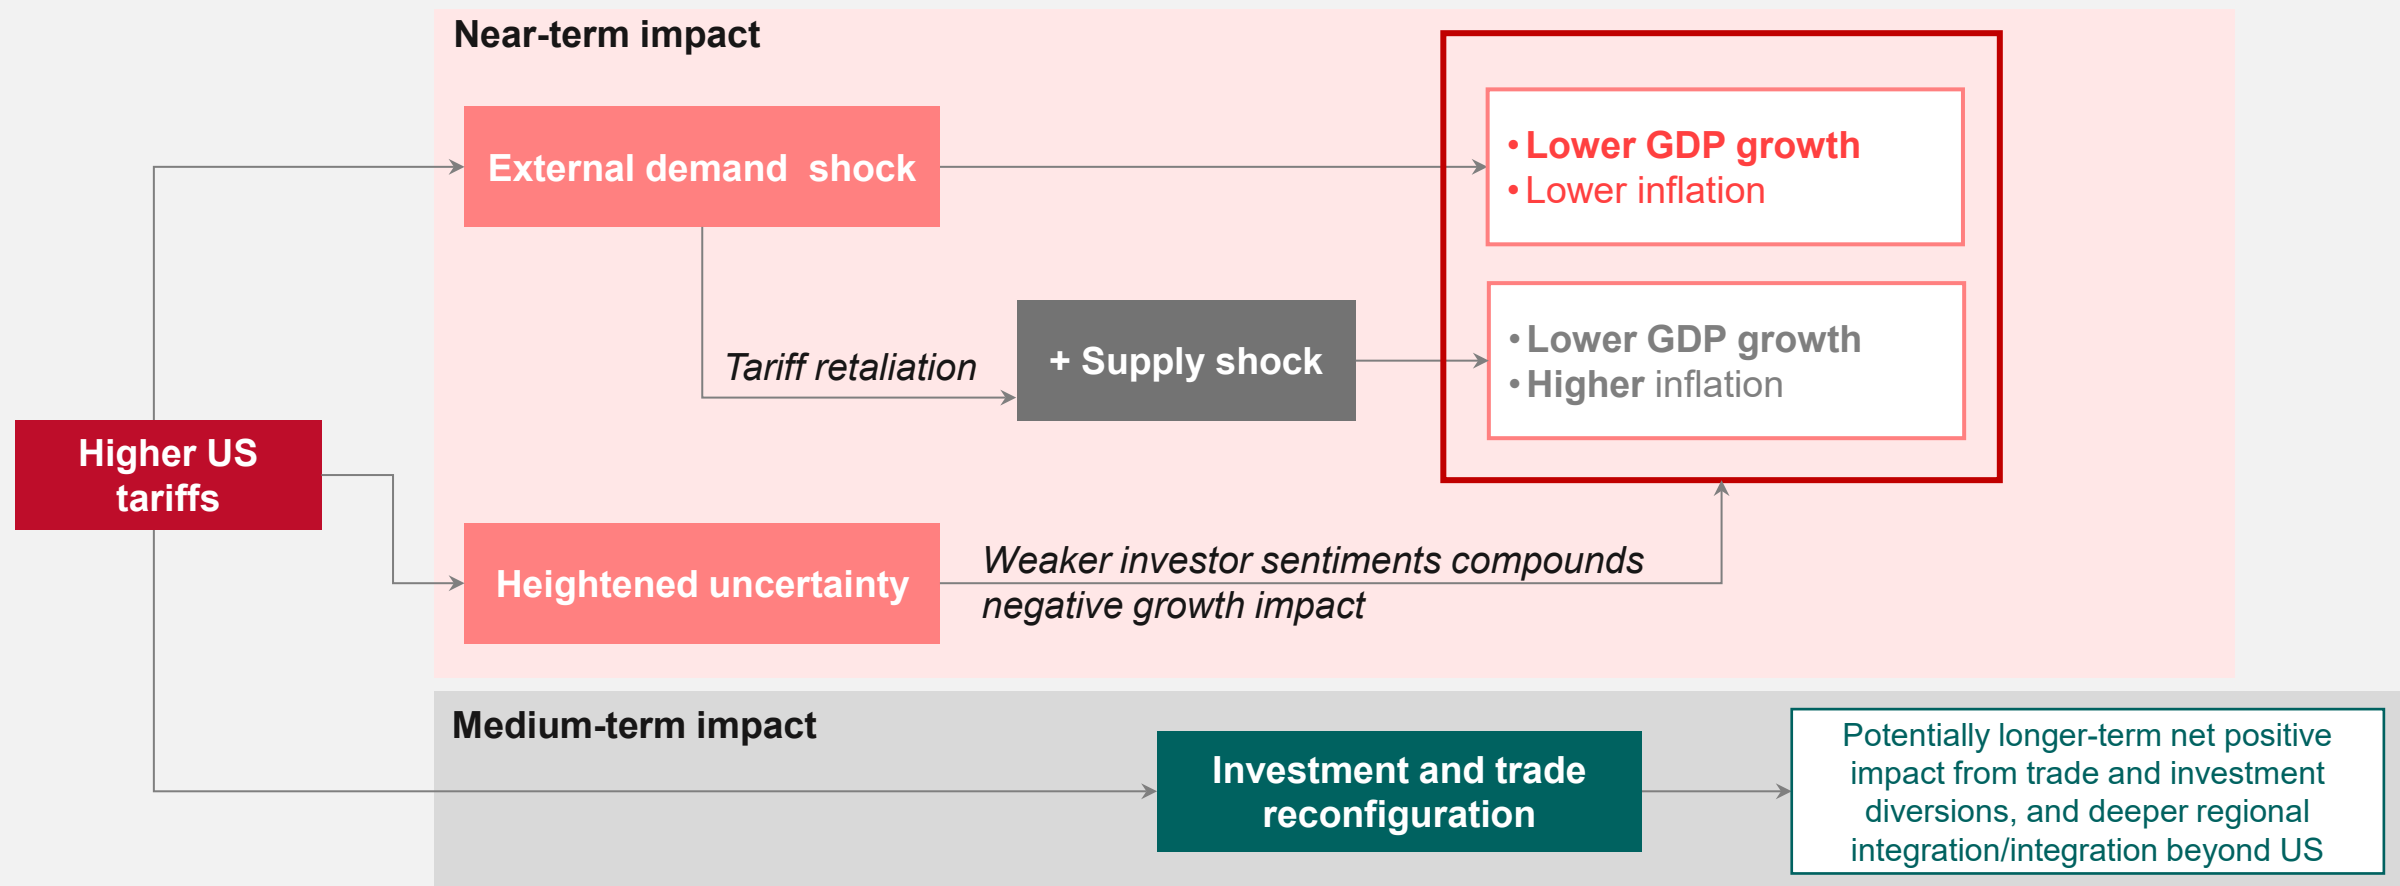 Near-term impact
External demand  shock
• Lower GDP growth
• Lower inflation
Tariff retaliation
+ Supply shock
• Lower GDP growth
• Higher inflation
Higher US
tariffs
Heightened uncertainty
Weaker investor sentiments compounds
negative growth impact
Medium-term impact
Investment and trade
reconfiguration
Potentially longer-term net positive
impact from trade and investment
diversions, and deeper regional
integration/integration beyond US